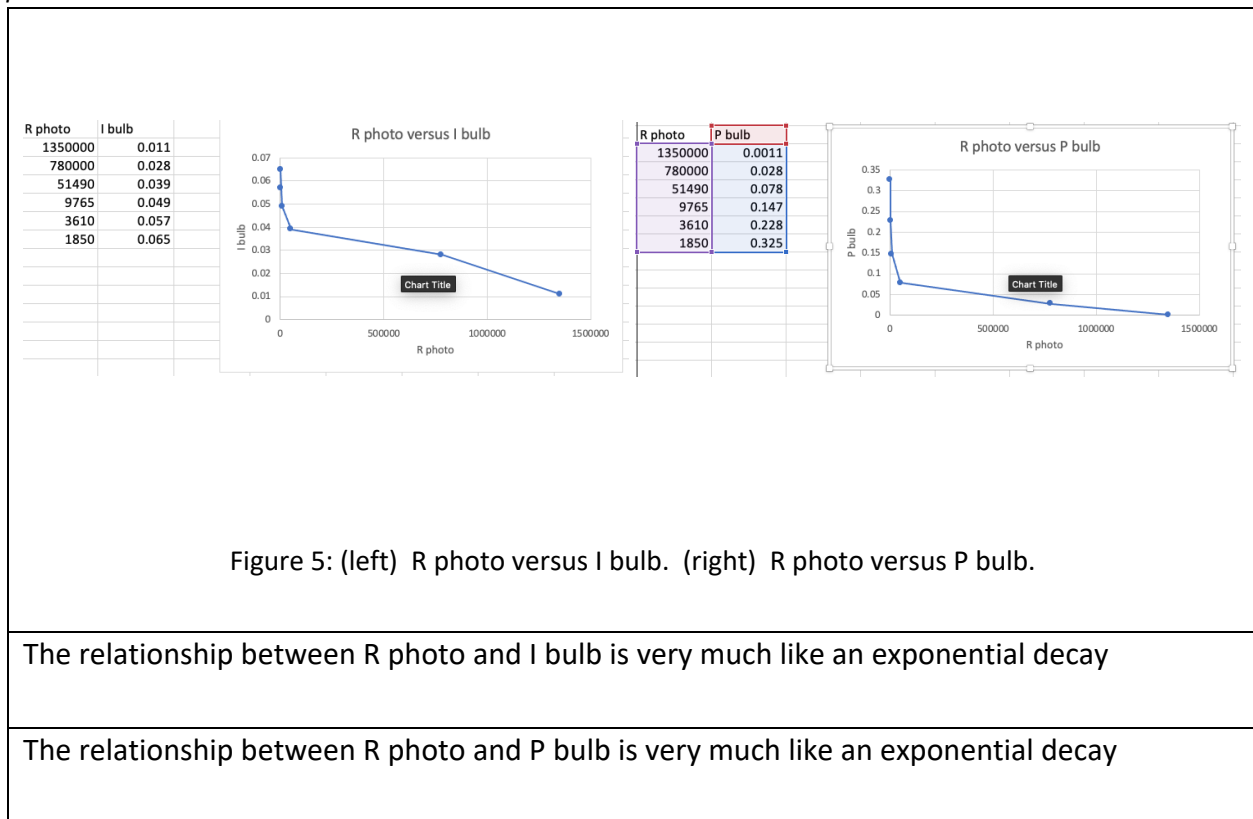 R photo I bulb
1350000 0.011
780000 0.028
51490 0.039
9765 0.049
3610 0.057
1850 0.065
R photo versus I bulb
0.07
0.06
0.05
0.04
0.03
0.02
0.01
0
I bulb
Chart Title
0 500000 1000000 1500000
R photo
R photo P bulb
1350000 0.0011
780000 0.028
51490 0.078
9765 0.147
3610 0.228
1850 0.325
R photo versus P bulb
0.35
0.3
0.25
0.2
0.15
0.1
0.05
0
P bulb
Chart Title
0 500000 1000000 1500000
R photo
Figure 5: (left) R photo versus I bulb. (right) R photo versus P bulb.
The relationship between R photo and I bulb is very much like an exponential decay
The relationship between R photo and P bulb is very much like an exponential decay